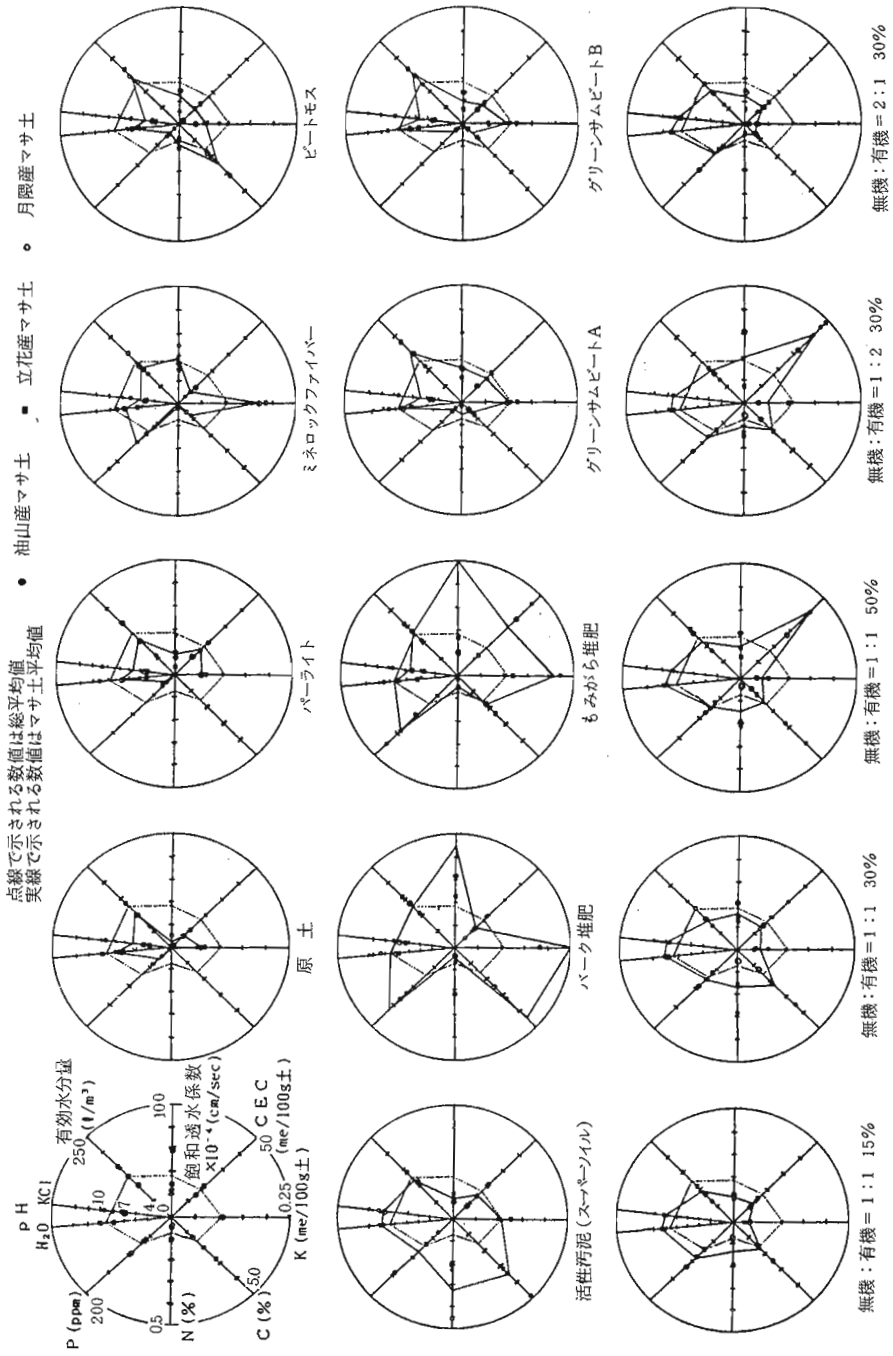 点線で示される数値は総平均値
実線で示される数値はマサ土平均値
• 油山産マサ土 , ▪ 立花産マサ土 ∘ 月隈産マサ土
pH
H₂O KCl
有効水分量
250 (ℓ/m³)
10
7
4
0
飽和透水係数
×10⁻⁴(cm/sec)
100
CEC
50 (me/100g土)
0.25
K (me/100g土)
5.0
C (%)
0.5
N (%)
200
P (ppm)
原 土
パーライト
ミネロックファイバー
ピートモス
活性汚泥 (スーパーソイル)
バーク堆肥
もみがら堆肥
グリーンサムピートA
グリーンサムピートB
無機:有機=1:1 15%
無機:有機=1:1 30%
無機:有機=1:1 50%
無機:有機=1:2 30%
無機:有機=2:1 30%